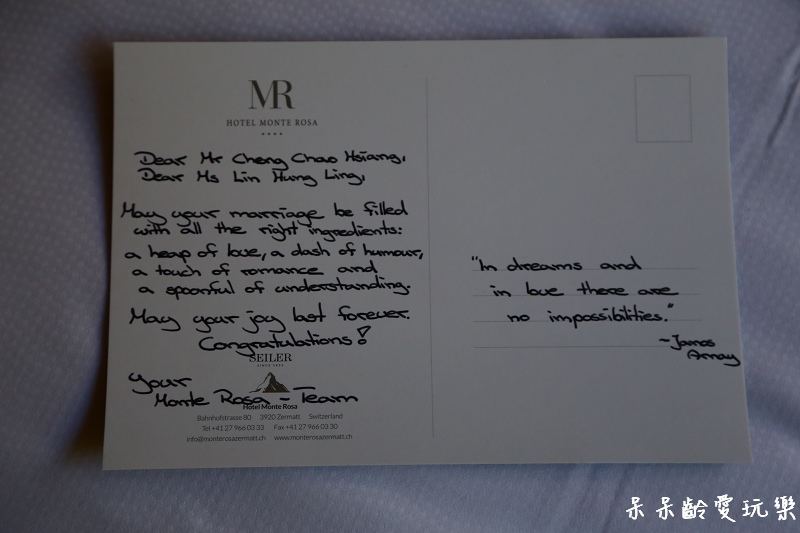 MR
HOTEL MONTE ROSA
★★★★
Dear Mr Cheng Chao Hsiang,
Dear Ms Lin Hung Ling,
May your marriage be filled
with all the right ingredients:
a heap of love, a dash of humour,
a touch of romance and
a spoonful of understanding.
May your joy last forever.
Congratulations!
SEILER
SINCE 1855
your
Monte Rosa - Team
Hotel Monte Rosa
Bahnhofstrasse 80 3920 Zermatt Switzerland
Tel +41 27 966 03 33 Fax +41 27 966 03 30
info@monterosazermatt.ch www.monterosazermatt.ch
"In dreams and
in love there are
no impossibilities."
- Janos
Arnay
呆呆齡愛玩樂